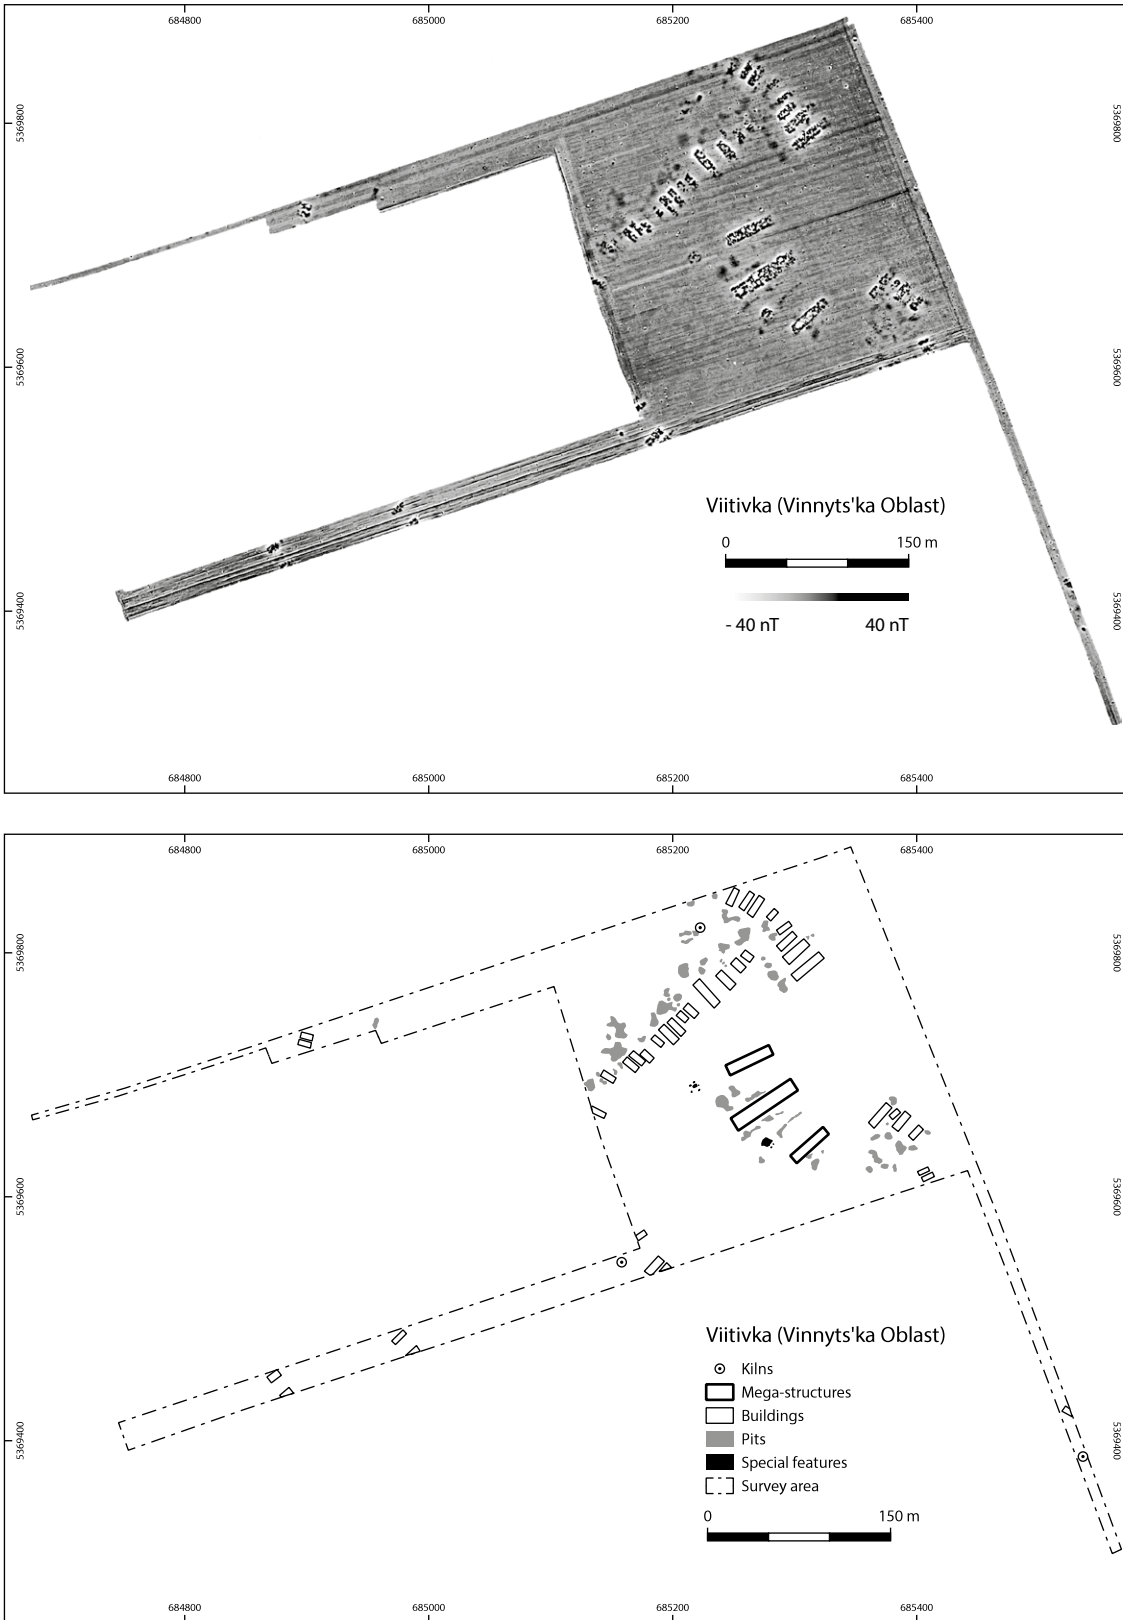 684800 685000 685200 685400
5369800 5369800
5369600 5369600
Viitivka (Vinnyts'ka Oblast)
0 150 m
- 40 nT 40 nT
5369400 5369400
684800 685000 685200 685400
684800 685000 685200 685400
5369800 5369800
5369600 5369600
Viitivka (Vinnyts'ka Oblast)
Kilns
Mega-structures
Buildings
Pits
Special features
Survey area
5369400 5369400
0 150 m
684800 685000 685200 685400